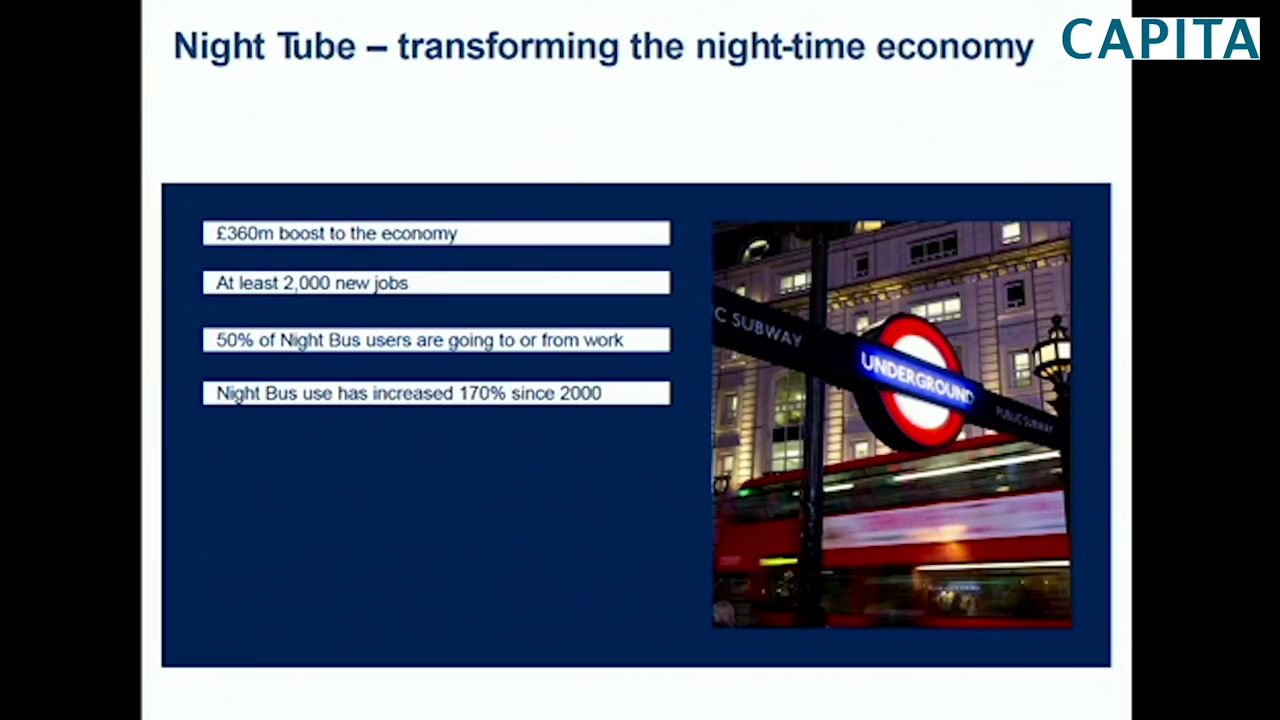 Night Tube – transforming the night-time economy
CAPITA
£360m boost to the economy
At least 2,000 new jobs
50% of Night Bus users are going to or from work
Night Bus use has increased 170% since 2000
C SUBWAY
UNDERGROUND
PUBLIC SUBWAY